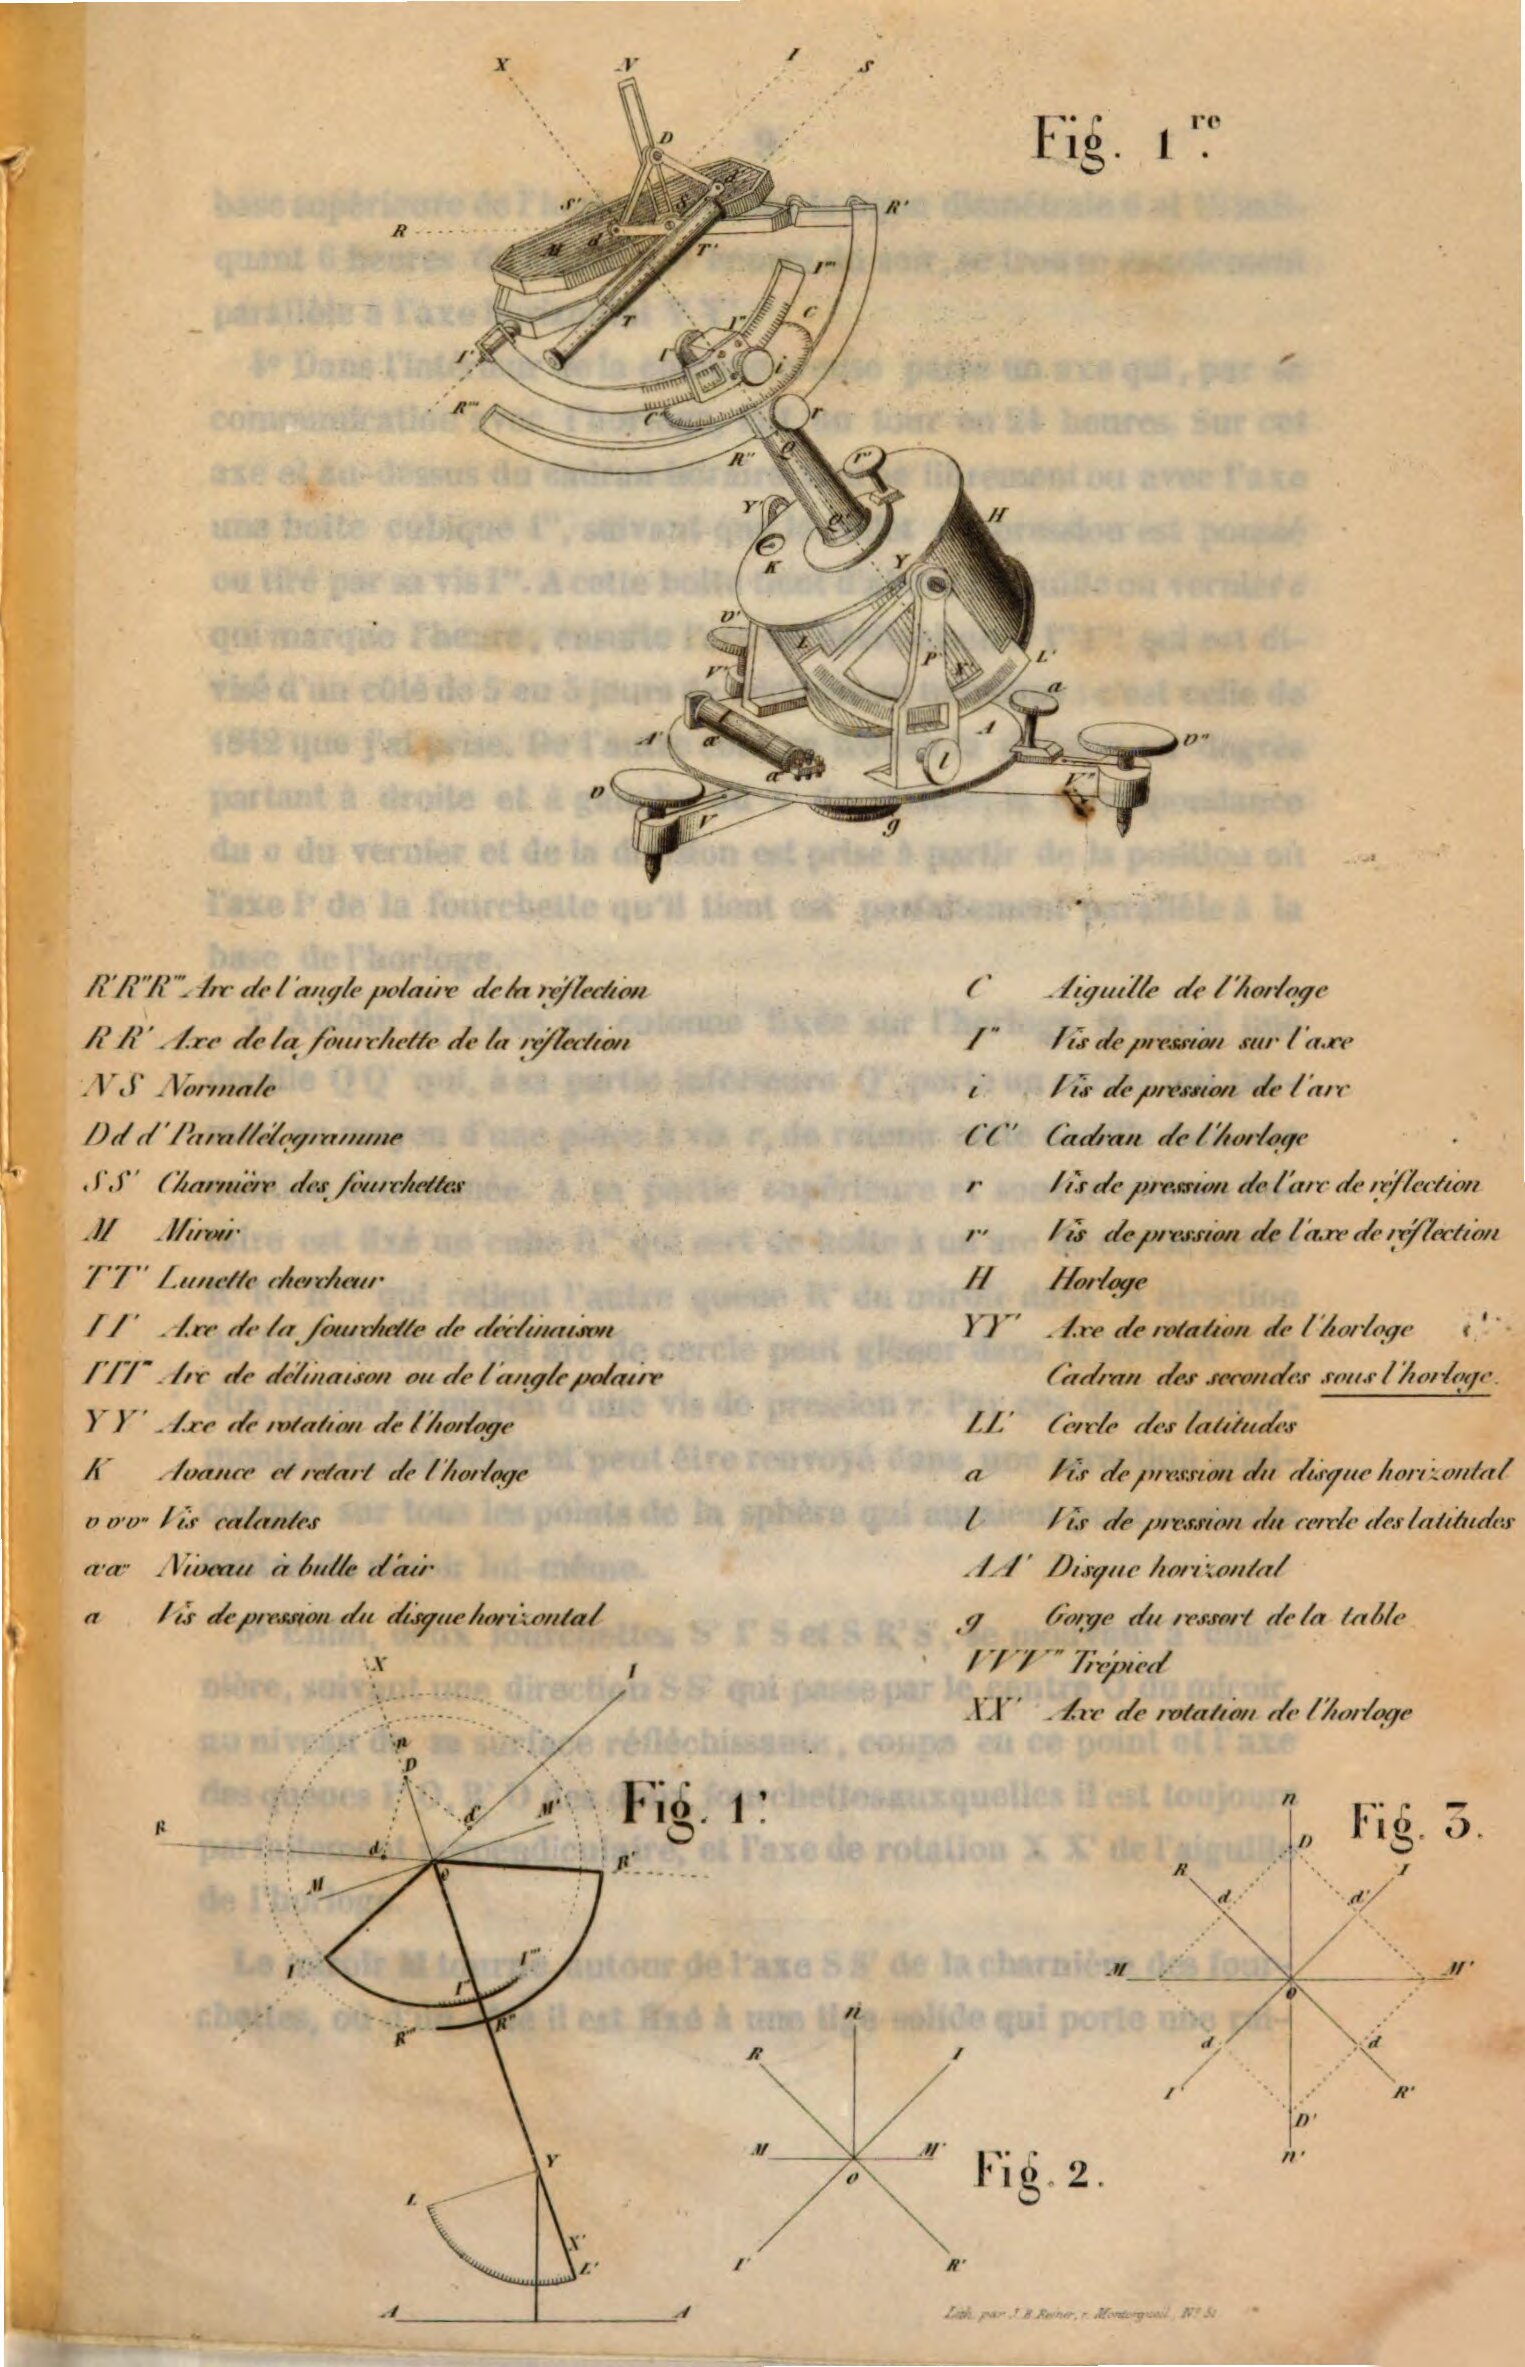 Fig. 1re.
X N I S
D
S' S d'
R R'
M d T'
I'''
T I'' C
I' I i
R''' C' r
R'' O r''
Y' O' H
K Y
D' L P X' L'
V' a
A' a' A D''
a'' l
D V g V''
R'R''R''' Arc de l'angle polaire de la réflection
R R' Axe de la fourchette de la réflection
N S Normale
D d d' Parallélogramme
S S' Charnière des fourchettes
M Miroir
T T' Lunette chercheur
I I' Axe de la fourchette de déclinaison
I'I'I''' Arc de délinaison ou de l'angle polaire
Y Y' Axe de rotation de l'horloge
K Avance et retart de l'horloge
v v'v'' Vis calantes
a'a'' Niveau à bulle d'air
a Vis de pression du disque horizontal
C Aiguille de l'horloge
I'' Vis de pression sur l'axe
i Vis de pression de l'arc
CC' Cadran de l'horloge
r Vis de pression de l'arc de réflection
r'' Vis de pression de l'axe de réflection
H Horloge
YY' Axe de rotation de l'horloge
Cadran des secondes sous l'horloge.
LL' Cercle des latitudes
a Vis de pression du disque horizontal
l Vis de pression du cercle des latitudes
AA' Disque horizontal
g Gorge du ressort de la table
VV'V'' Trépied
XX' Axe de rotation de l'horloge
Fig. 1'.
X I
n
D
d' M'
R d
M o R'
I' I'' I'''
R''' R''
Y
L
X'
L'
A A
Fig. 2.
n
R I
M M'
o
I' R'
Fig. 3.
n
D
R I
d d'
M M'
o
d d
I' R'
D'
n'
Lith. par J. B. Reiner, r. Montorgueil, No 51